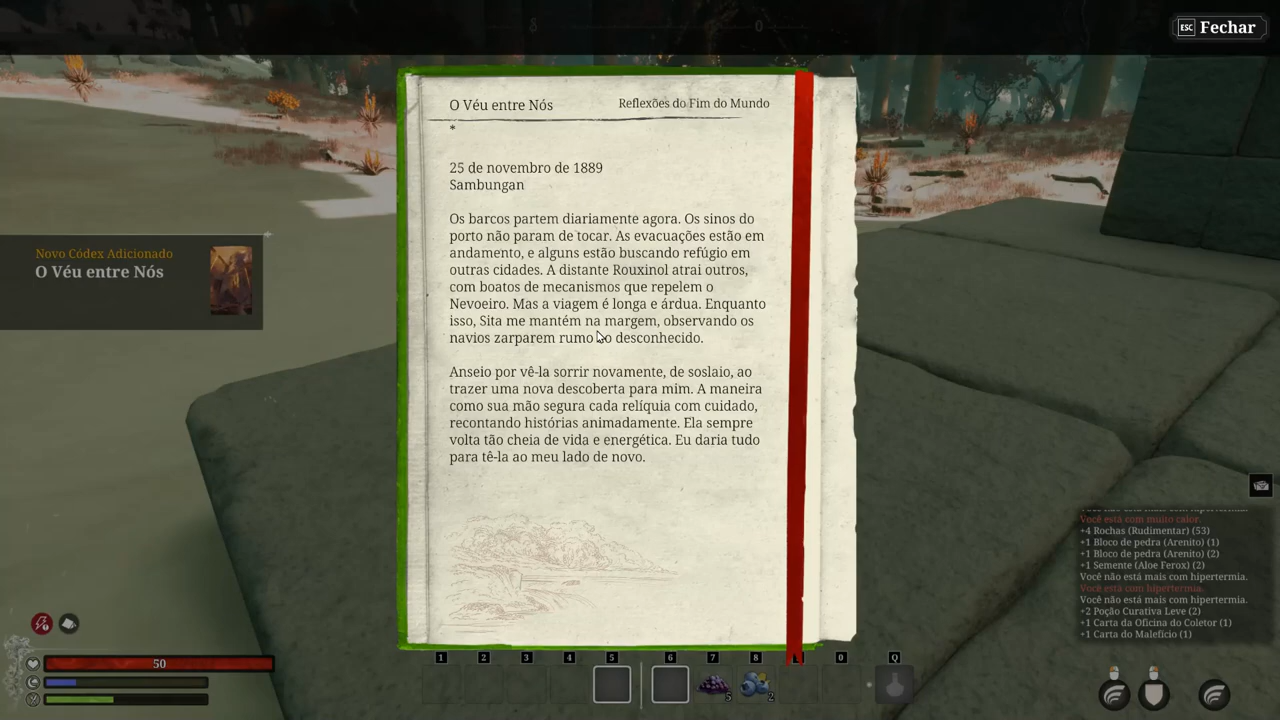 ESC Fechar
O Véu entre Nós
Reflexões do Fim do Mundo
*
25 de novembro de 1889
Sambungan
Os barcos partem diariamente agora. Os sinos do
porto não param de tocar. As evacuações estão em
andamento, e alguns estão buscando refúgio em
outras cidades. A distante Rouxinol atrai outros,
com boatos de mecanismos que repelem o
Nevoeiro. Mas a viagem é longa e árdua. Enquanto
isso, Sita me mantém na margem, observando os
navios zarparem rumo ao desconhecido.
Anseio por vê-la sorrir novamente, de soslaio, ao
trazer uma nova descoberta para mim. A maneira
como sua mão segura cada relíquia com cuidado,
recontando histórias animadamente. Ela sempre
volta tão cheia de vida e energética. Eu daria tudo
para tê-la ao meu lado de novo.
Novo Códex Adicionado
O Véu entre Nós
Você está com muito calor.
+4 Rochas (Rudimentar) (53)
+1 Bloco de pedra (Arenito) (1)
+1 Bloco de pedra (Arenito) (2)
+1 Semente (Aloe Ferox) (2)
Você não está mais com hipertermia.
Você está com hipertermia.
Você não está mais com hipertermia.
+2 Poção Curativa Leve (2)
+1 Carta da Oficina do Coletor (1)
+1 Carta do Malefício (1)
50
1 2 3 4 5 6 7 8 0 Q
5 2